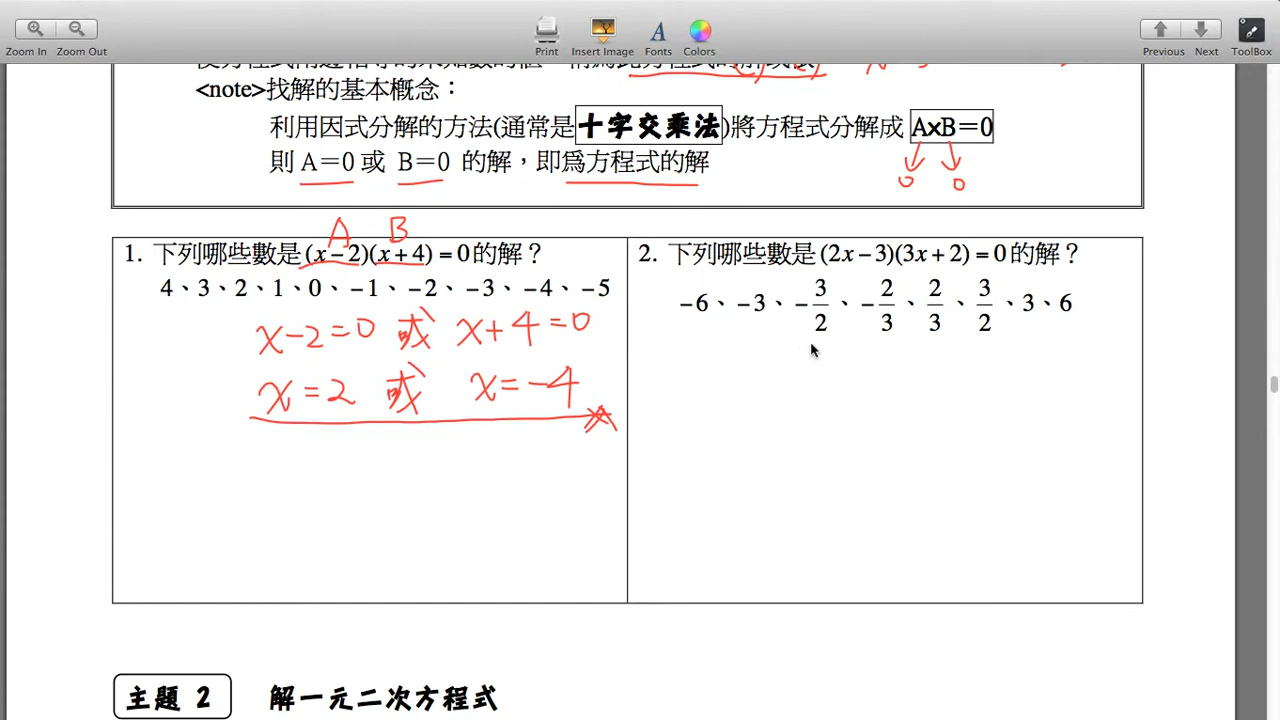 Zoom In Zoom Out Print Insert Image Fonts Colors Previous Next ToolBox
<note>找解的基本概念：
利用因式分解的方法(通常是十字交乘法)將方程式分解成 A×B＝0
則 A＝0 或 B＝0 的解，即為方程式的解
0 0
A B
1. 下列哪些數是(x－2)(x＋4)＝0的解？
4、3、2、1、0、－1、－2、－3、－4、－5
x－2＝0 或 x＋4＝0
x＝2 或 x＝－4
2. 下列哪些數是(2x－3)(3x＋2)＝0的解？
－6、－3、－3/2、－2/3、2/3、3/2、3、6
主題 2 解一元二次方程式